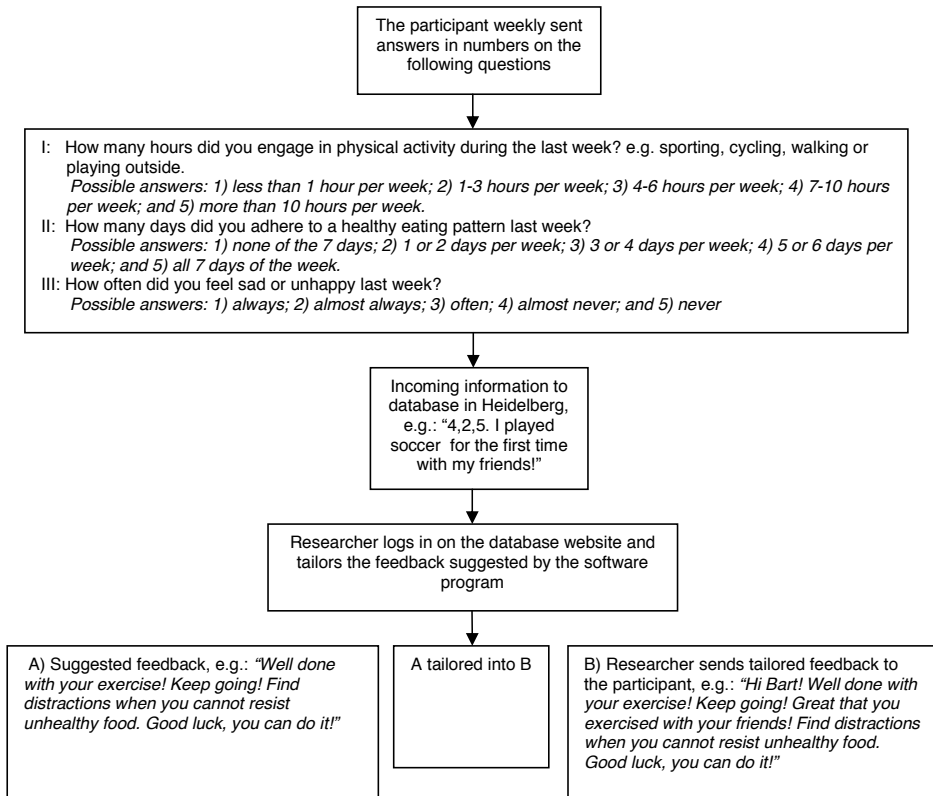 The participant weekly sent
answers in numbers on the
following questions
I: How many hours did you engage in physical activity during the last week? e.g. sporting, cycling, walking or
playing outside.
Possible answers: 1) less than 1 hour per week; 2) 1-3 hours per week; 3) 4-6 hours per week; 4) 7-10 hours
per week; and 5) more than 10 hours per week.
II: How many days did you adhere to a healthy eating pattern last week?
Possible answers: 1) none of the 7 days; 2) 1 or 2 days per week; 3) 3 or 4 days per week; 4) 5 or 6 days per
week; and 5) all 7 days of the week.
III: How often did you feel sad or unhappy last week?
Possible answers: 1) always; 2) almost always; 3) often; 4) almost never; and 5) never
Incoming information to
database in Heidelberg,
e.g.: “4,2,5. I played
soccer for the first time
with my friends!”
Researcher logs in on the database website and
tailors the feedback suggested by the software
program
A) Suggested feedback, e.g.: “Well done
with your exercise! Keep going! Find
distractions when you cannot resist
unhealthy food. Good luck, you can do it!”
A tailored into B
B) Researcher sends tailored feedback to
the participant, e.g.: “Hi Bart! Well done with
your exercise! Keep going! Great that you
exercised with your friends! Find distractions
when you cannot resist unhealthy food.
Good luck, you can do it!”